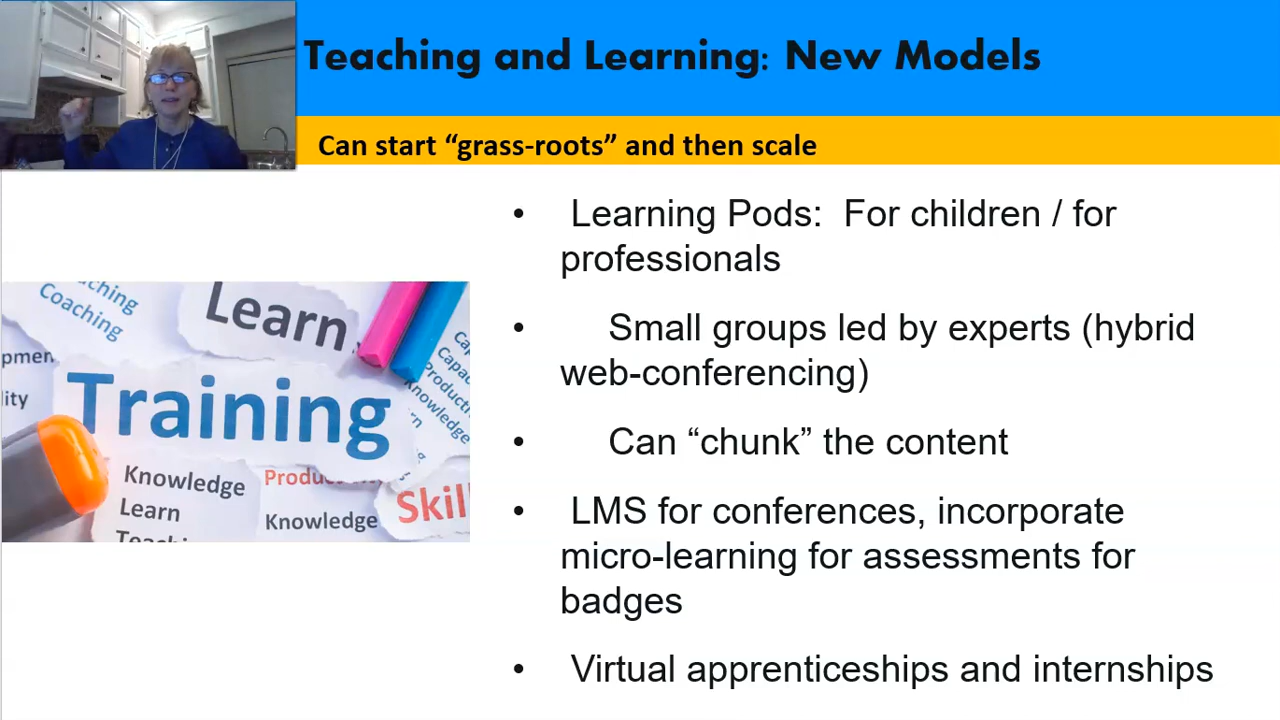 Teaching and Learning: New Models
Can start “grass-roots” and then scale
• Learning Pods: For children / for
professionals
• Small groups led by experts (hybrid
web-conferencing)
• Can “chunk” the content
• LMS for conferences, incorporate
micro-learning for assessments for
badges
• Virtual apprenticeships and internships
Coaching
Learn
Training
Knowledge
Knowledge
Learn
Knowledge